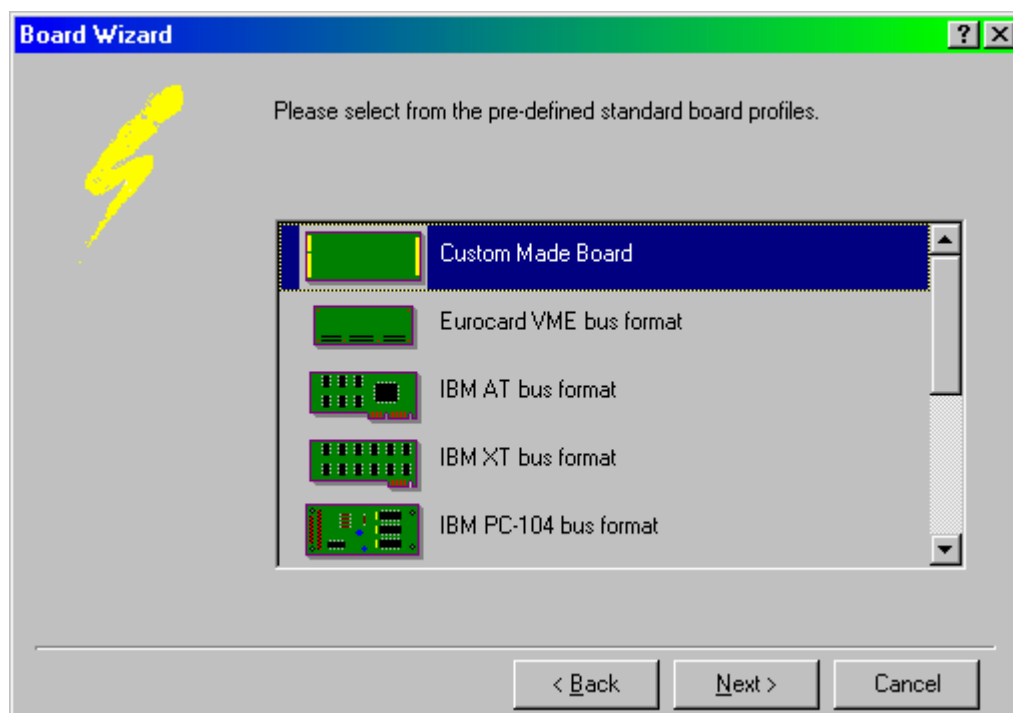 Board Wizard
Please select from the pre-defined standard board profiles.
Custom Made Board
Eurocard VME bus format
IBM AT bus format
IBM XT bus format
IBM PC-104 bus format
< Back
Next >
Cancel